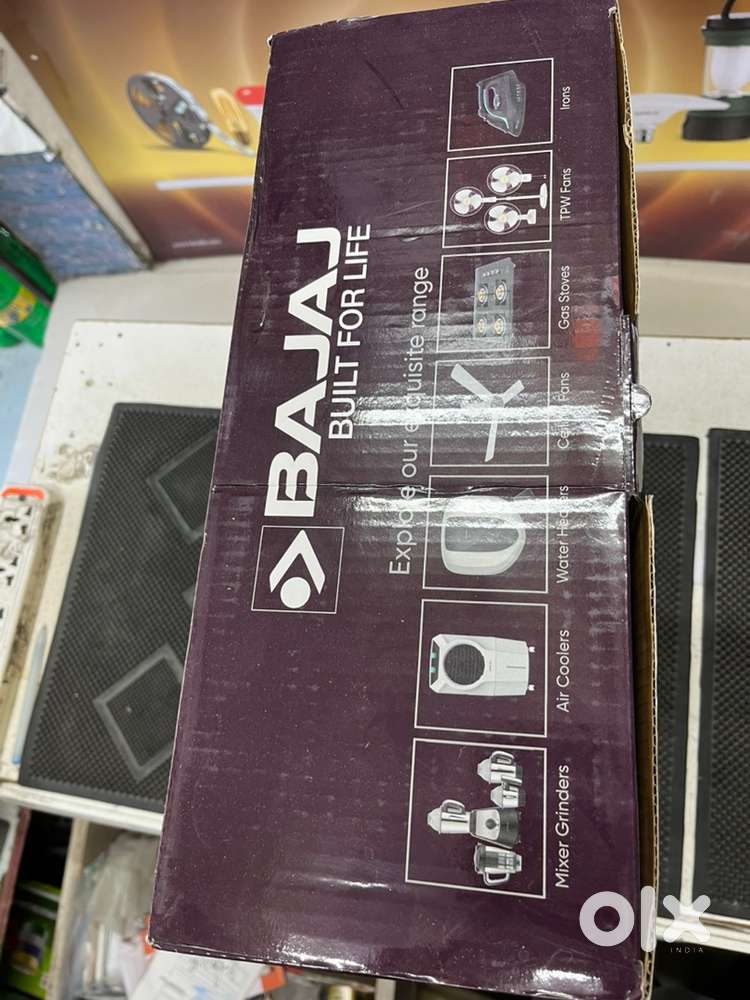 BAJAJ
BUILT FOR LIFE
Explore our exquisite range
Mixer Grinders
Air Coolers
Water Heaters
Ceiling Fans
Gas Stoves
TPW Fans
Irons
olx
INDIA